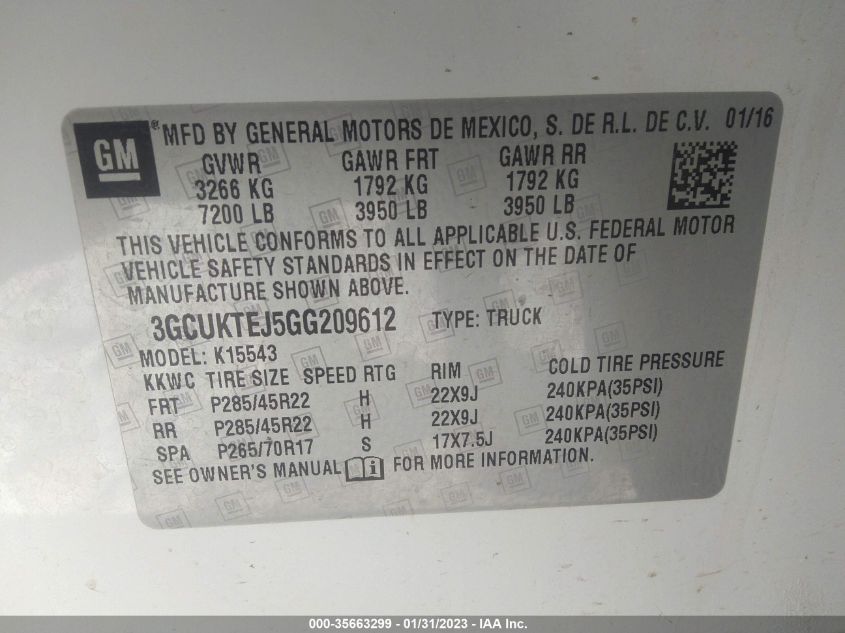 GM ® MFD BY GENERAL MOTORS DE MEXICO, S. DE R.L. DE C.V. 01/16
GVWR GAWR FRT GAWR RR
3266 KG 1792 KG 1792 KG
7200 LB 3950 LB 3950 LB
THIS VEHICLE CONFORMS TO ALL APPLICABLE U.S. FEDERAL MOTOR
VEHICLE SAFETY STANDARDS IN EFFECT ON THE DATE OF
MANUFACTURE SHOWN ABOVE.
3GCUKTEJ5GG209612 TYPE: TRUCK
MODEL: K15543
KKWC TIRE SIZE SPEED RTG RIM COLD TIRE PRESSURE
FRT P285/45R22 H 22X9J 240KPA(35PSI)
RR P285/45R22 H 22X9J 240KPA(35PSI)
SPA P265/70R17 S 17X7.5J 240KPA(35PSI)
SEE OWNER'S MANUAL FOR MORE INFORMATION.
000-35663299 - 01/31/2023 - IAA Inc.